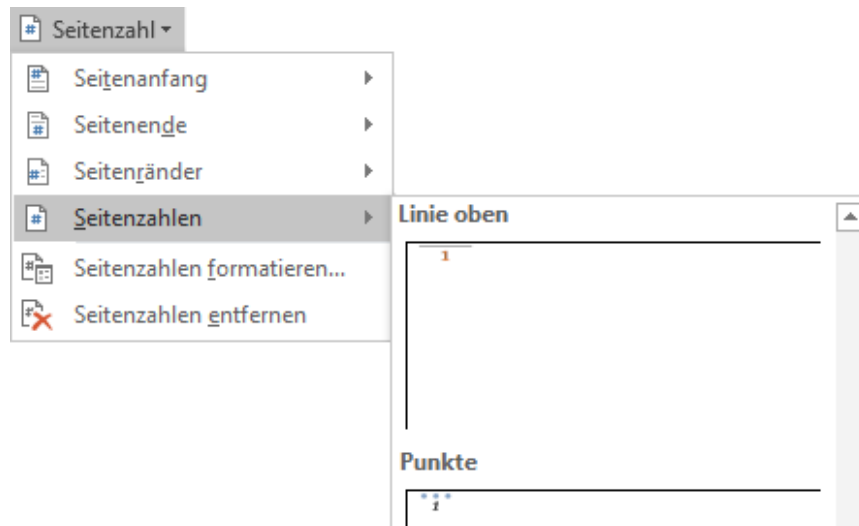 Seitenzahl
Seitenanfang
Seitenende
Seitenränder
Seitenzahlen
Seitenzahlen formatieren...
Seitenzahlen entfernen
Linie oben
1
Punkte
1